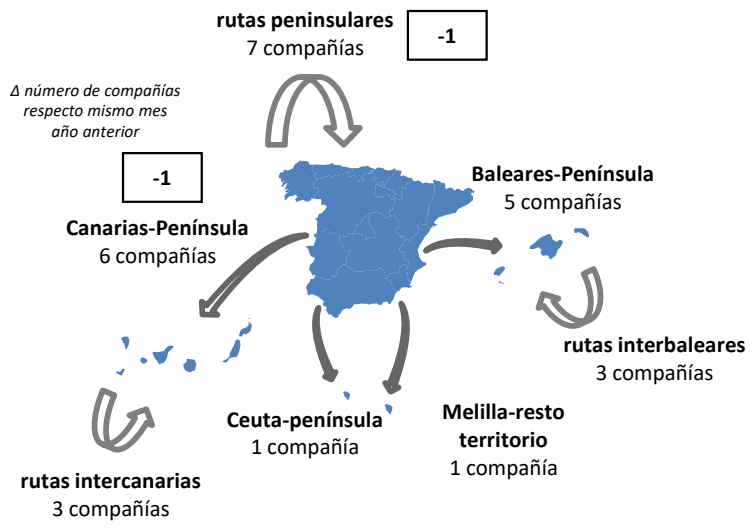 rutas peninsulares
7 compañías
-1
Δ número de compañías
respecto mismo mes
año anterior
-1
Canarias-Península
6 compañías
Baleares-Península
5 compañías
rutas interbaleares
3 compañías
Ceuta-península
1 compañía
Melilla-resto
territorio
1 compañía
rutas intercanarias
3 compañías